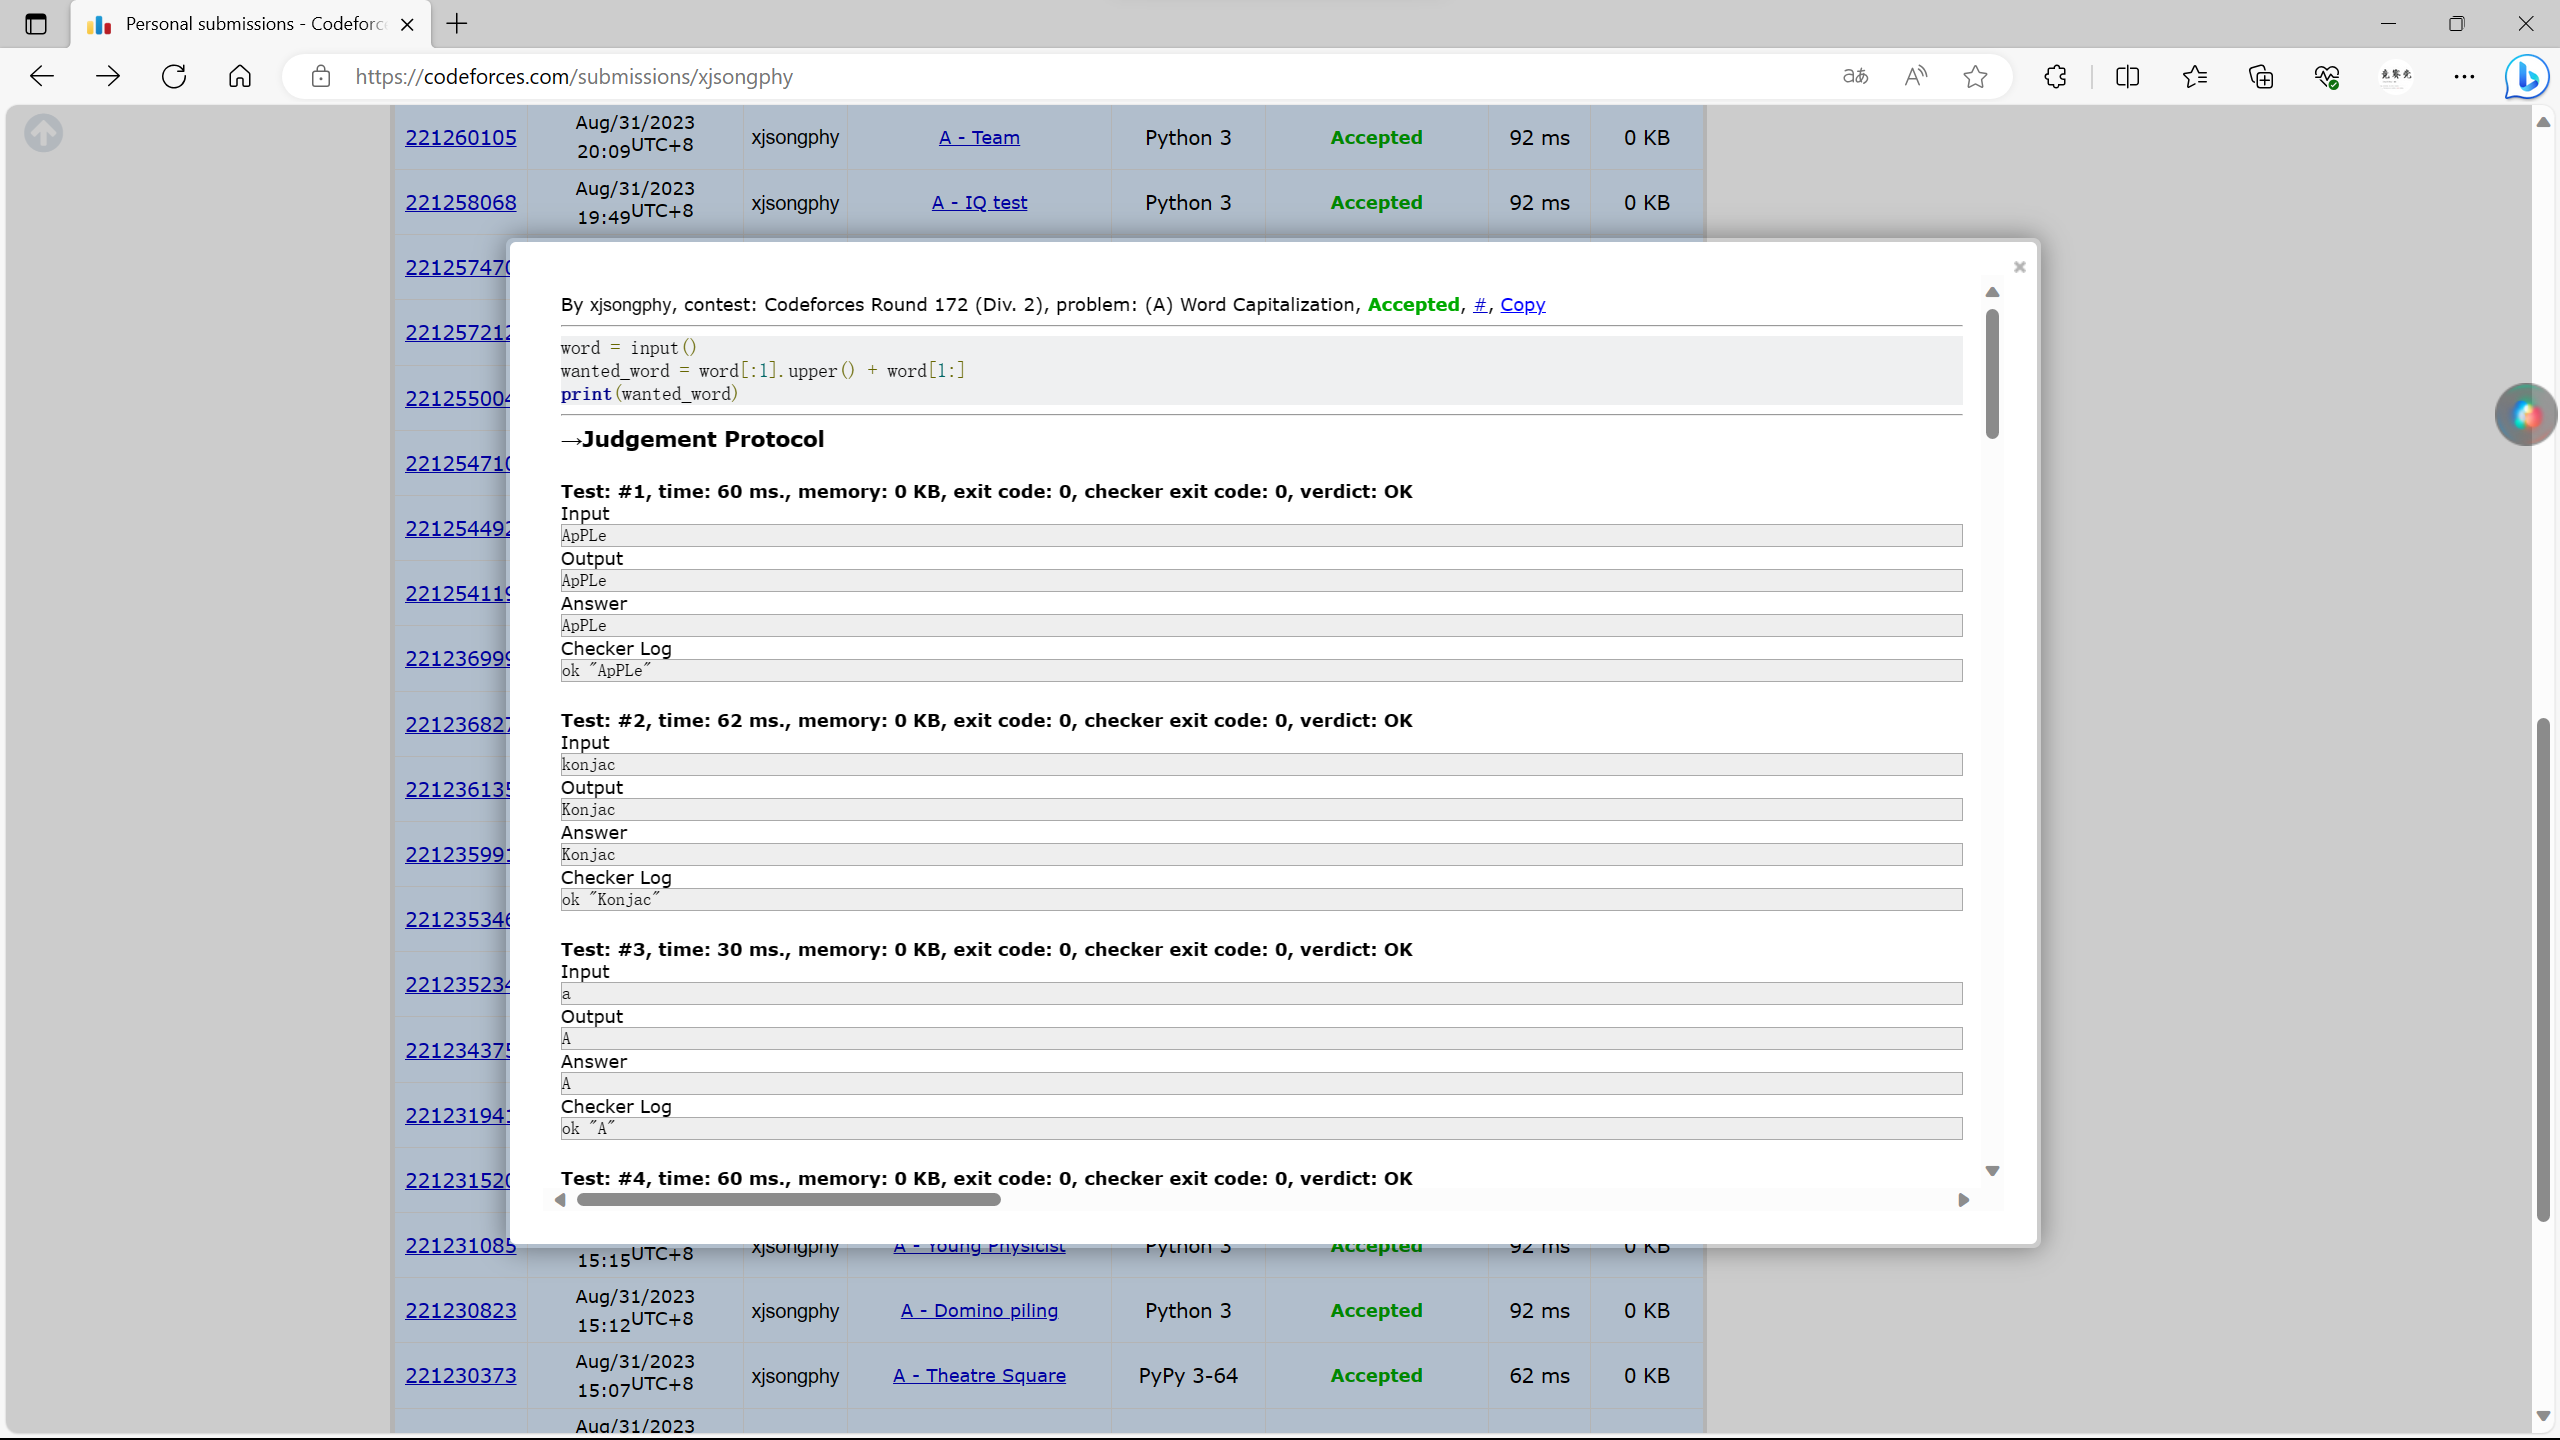 Personal submissions - Codeforc
https://codeforces.com/submissions/xjsongphy
221260105 Aug/31/2023 20:09UTC+8 xjsongphy A - Team Python 3 Accepted 92 ms 0 KB
221258068 Aug/31/2023 19:49UTC+8 xjsongphy A - IQ test Python 3 Accepted 92 ms 0 KB
221257470
221257212
221255004
221254710
221254492
221254119
221236999
221236827
221236135
221235991
221235346
221235234
221234375
221231941
221231520
By xjsongphy, contest: Codeforces Round 172 (Div. 2), problem: (A) Word Capitalization, Accepted, #, Copy
word = input()
wanted_word = word[:1].upper() + word[1:]
print(wanted_word)
→Judgement Protocol
Test: #1, time: 60 ms., memory: 0 KB, exit code: 0, checker exit code: 0, verdict: OK
Input
ApPLe
Output
ApPLe
Answer
ApPLe
Checker Log
ok "ApPLe"
Test: #2, time: 62 ms., memory: 0 KB, exit code: 0, checker exit code: 0, verdict: OK
Input
konjac
Output
Konjac
Answer
Konjac
Checker Log
ok "Konjac"
Test: #3, time: 30 ms., memory: 0 KB, exit code: 0, checker exit code: 0, verdict: OK
Input
a
Output
A
Answer
A
Checker Log
ok "A"
Test: #4, time: 60 ms., memory: 0 KB, exit code: 0, checker exit code: 0, verdict: OK
221231085 15:15UTC+8 xjsongphy A - Young Physicist Python 3 Accepted 92 ms 0 KB
221230823 Aug/31/2023 15:12UTC+8 xjsongphy A - Domino piling Python 3 Accepted 92 ms 0 KB
221230373 Aug/31/2023 15:07UTC+8 xjsongphy A - Theatre Square PyPy 3-64 Accepted 62 ms 0 KB
Aug/31/2023